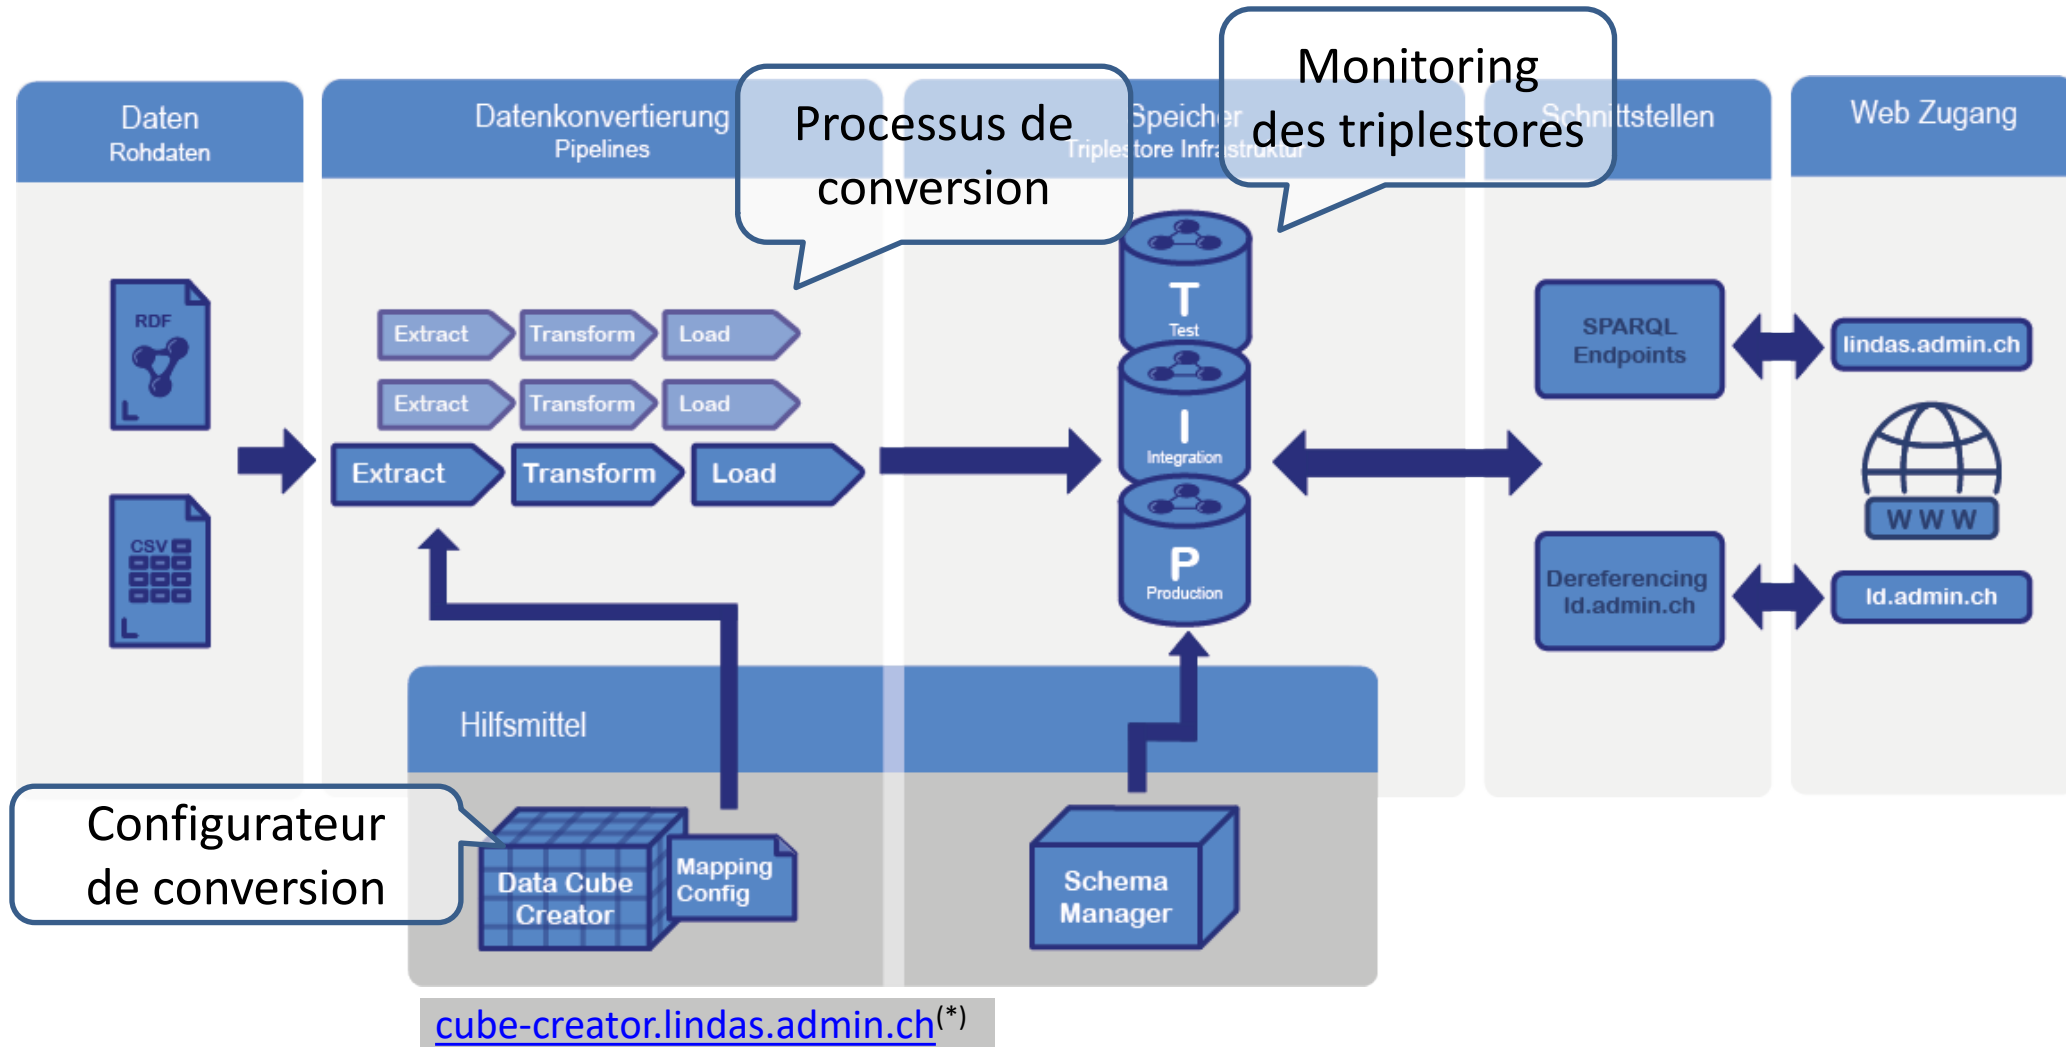 Daten
Rohdaten
Datenkonvertierung
Pipelines
Processus de
conversion
Speicher
Triplestore Infrastruktur
Monitoring
des triplestores
Schnittstellen
Web Zugang
RDF
CSV
Extract
Transform
Load
Extract
Transform
Load
Extract
Transform
Load
T
Test
I
Integration
P
Production
SPARQL
Endpoints
Dereferencing
ld.admin.ch
lindas.admin.ch
W W W
ld.admin.ch
Hilfsmittel
Configurateur
de conversion
Data Cube
Creator
Mapping
Config
Schema
Manager
cube-creator.lindas.admin.ch(*)